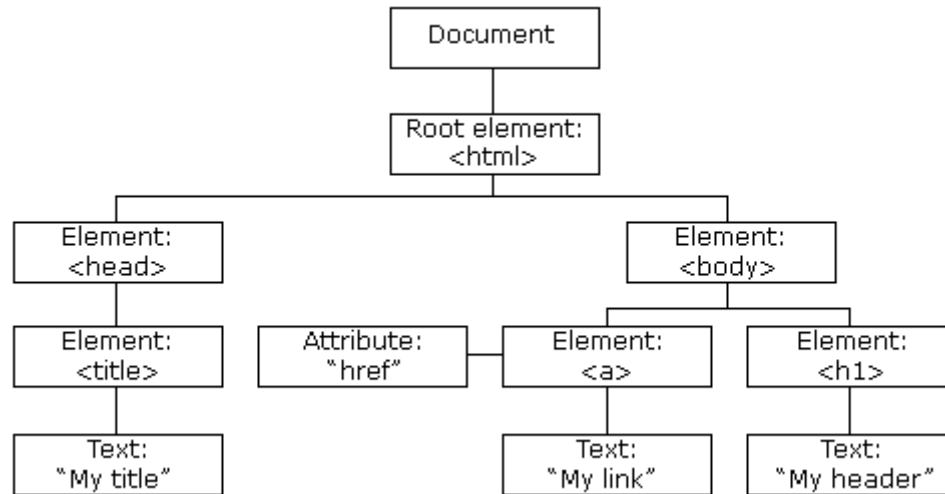 Document
Root element:
<html>
Element:
<head>
Element:
<body>
Element:
<title>
Attribute:
“href”
Element:
<a>
Element:
<h1>
Text:
“My title”
Text:
“My link”
Text:
“My header”